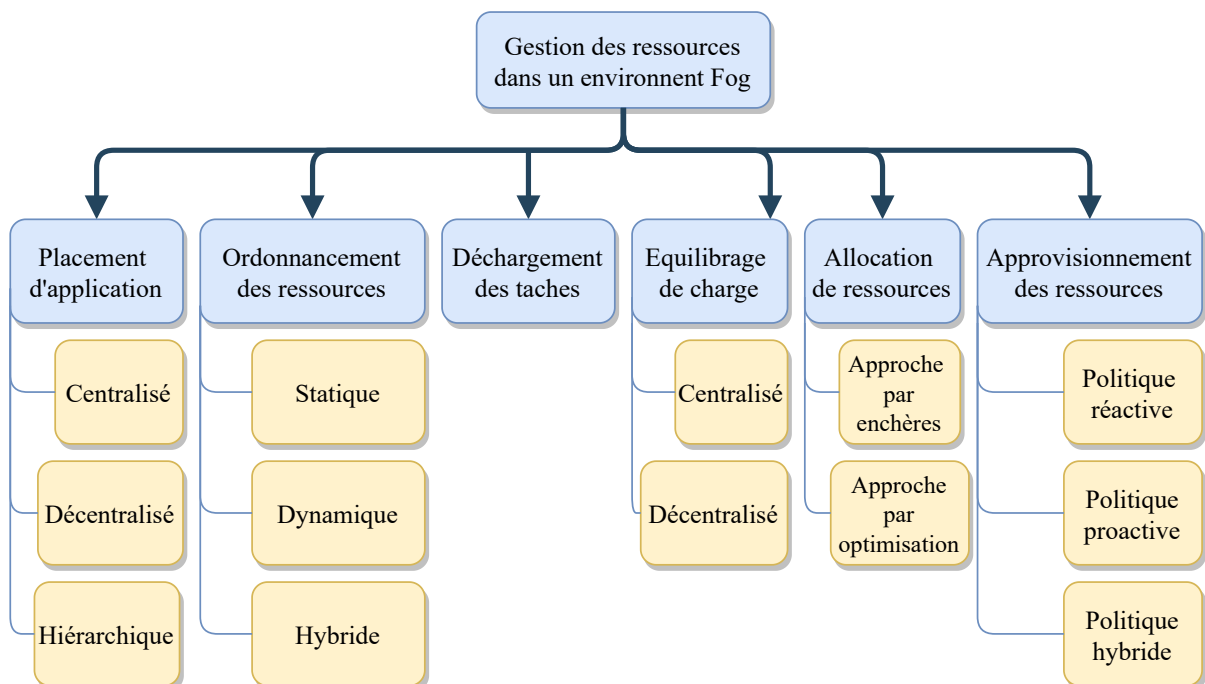 Gestion des ressources
dans un environnent Fog
Placement
d'application
Ordonnancement
des ressources
Déchargement
des taches
Equilibrage
de charge
Allocation
de ressources
Approvisionnement
des ressources
Centralisé
Statique
Centralisé
Approche
par
enchères
Politique
réactive
Décentralisé
Dynamique
Décentralisé
Approche
par
optimisation
Politique
proactive
Hiérarchique
Hybride
Politique
hybride